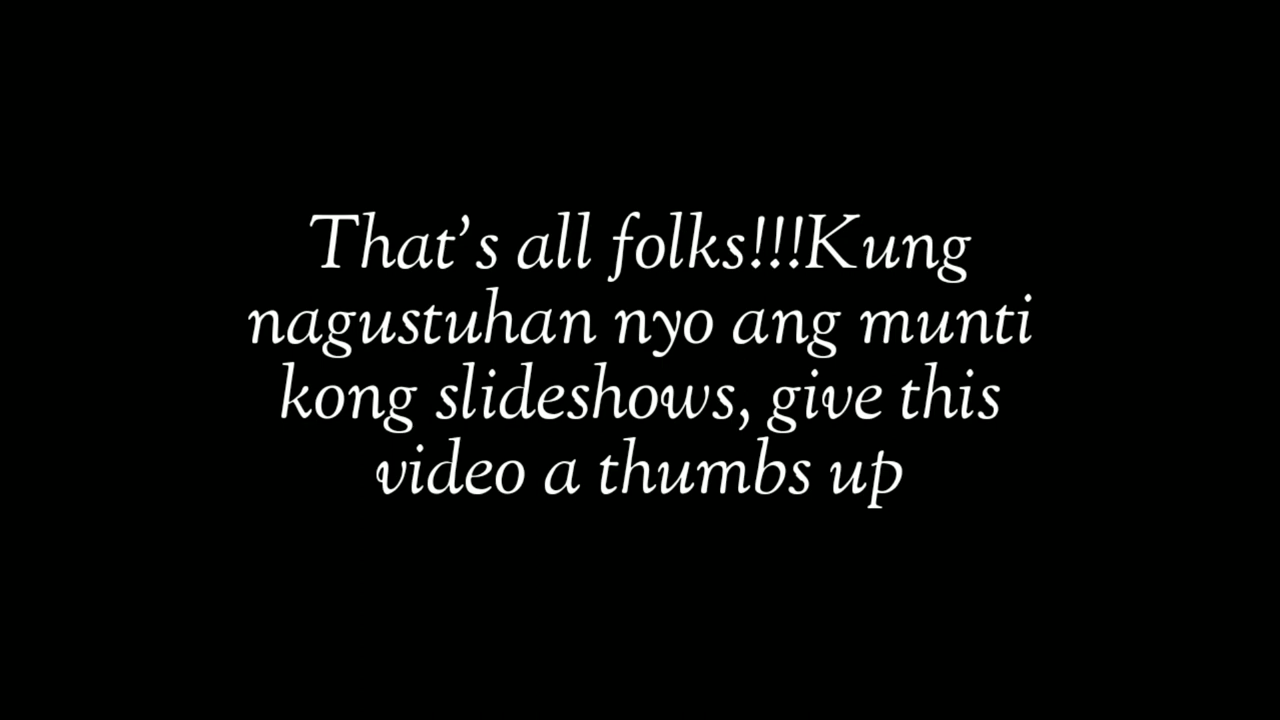 That's all folks!!!Kung
nagustuhan nyo ang munti
kong slideshows, give this
video a thumbs up